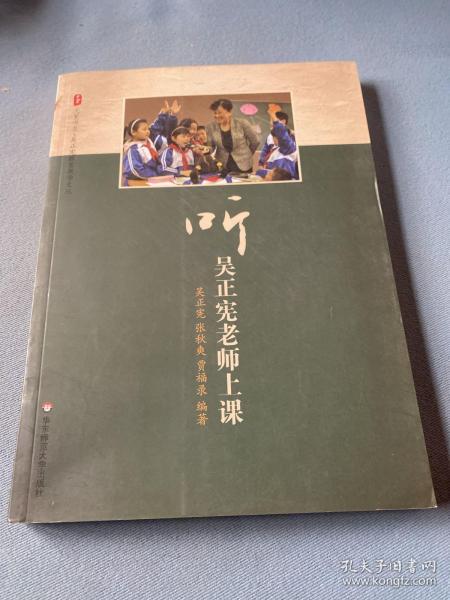 听
吴正宪老师上课
吴正宪 张秋爽 贾福录 编著
华东师范大学出版社
孔夫子旧书网
www.kongfz.com